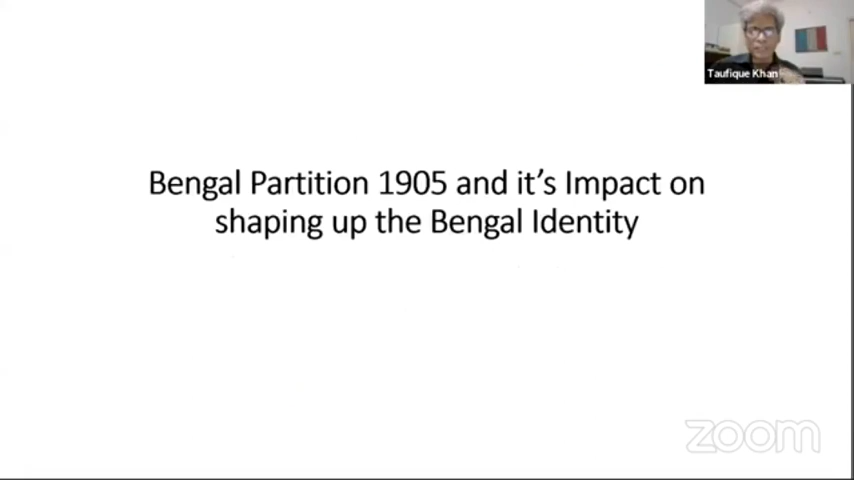 Taufique Khan
Bengal Partition 1905 and it’s Impact on
shaping up the Bengal Identity
zoom